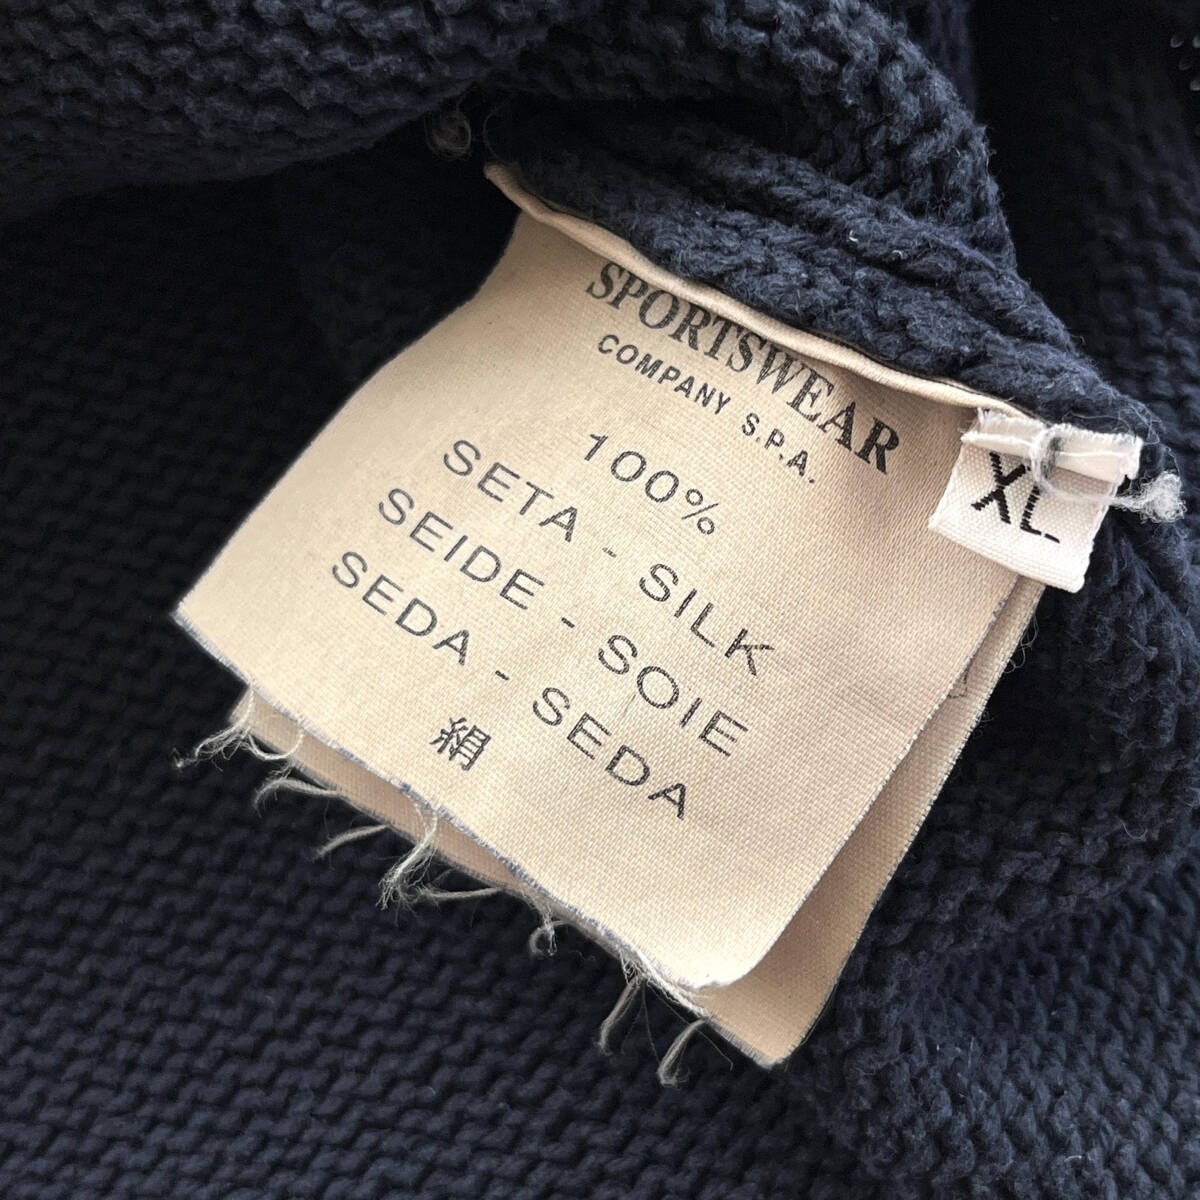 SPORTSWEAR
COMPANY S.P.A.
100%
SETA - SILK
SEIDE - SOIE
SEDA - SEDA
絹
XL